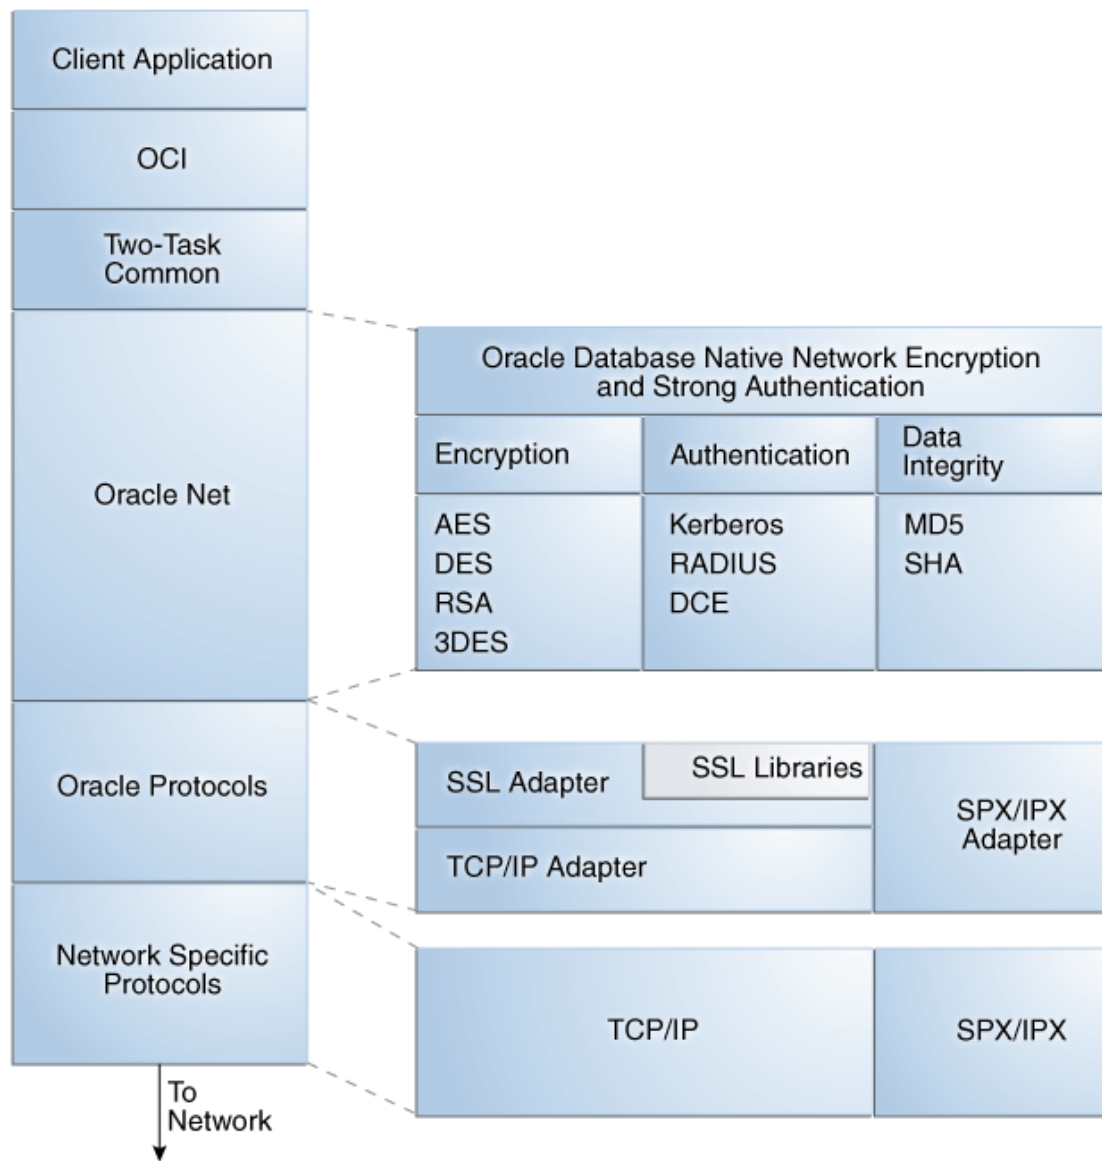 Client Application
OCI
Two-Task
Common
Oracle Net
Oracle Database Native Network Encryption
and Strong Authentication
Encryption
Authentication
Data
Integrity
AES
DES
RSA
3DES
Kerberos
RADIUS
DCE
MD5
SHA
Oracle Protocols
SSL Adapter
SSL Libraries
TCP/IP Adapter
SPX/IPX
Adapter
Network Specific
Protocols
TCP/IP
SPX/IPX
To
Network